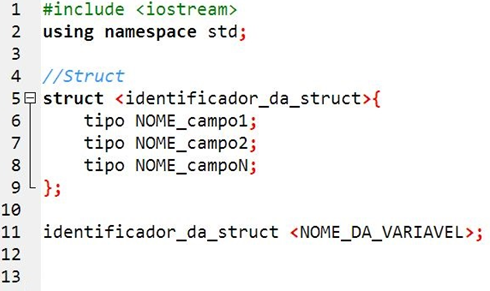 1 #include <iostream>
2 using namespace std;
3
4 //Struct
5 struct <identificador_da_struct>{
6 tipo NOME_campo1;
7 tipo NOME_campo2;
8 tipo NOME_campoN;
9 };
10
11 identificador_da_struct <NOME_DA_VARIAVEL>;
12
13